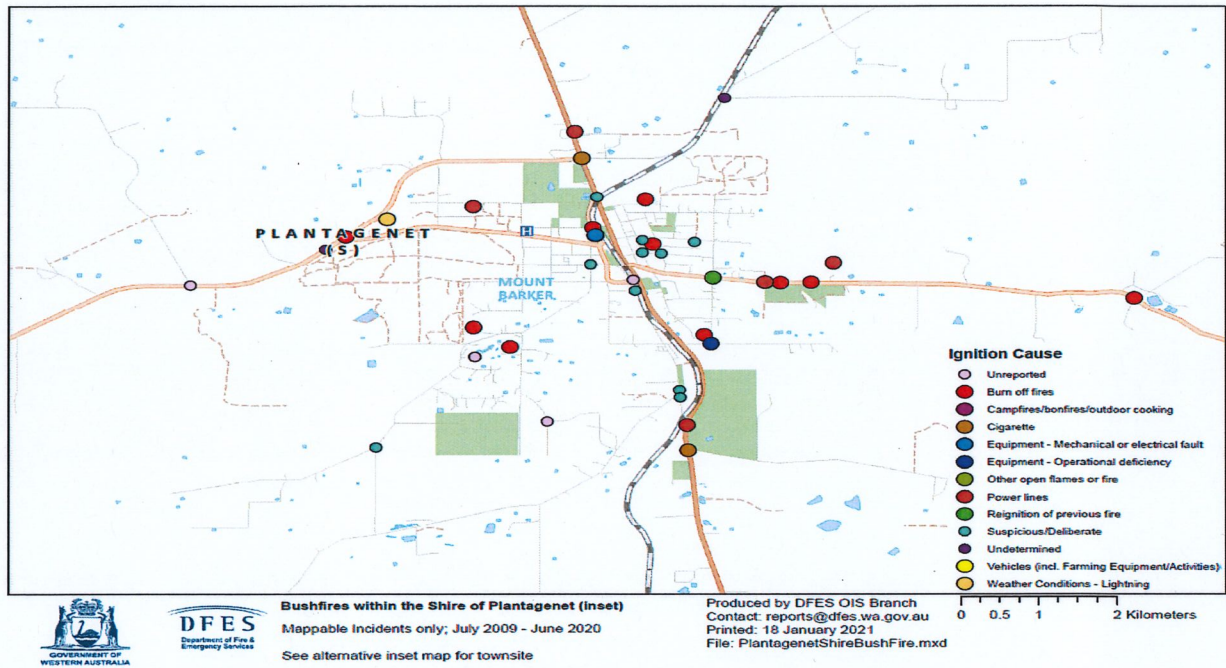 PLANTAGENET
(S)
H
MOUNT
BARKER
Ignition Cause
Unreported
Burn off fires
Campfires/bonfires/outdoor cooking
Cigarette
Equipment - Mechanical or electrical fault
Equipment - Operational deficiency
Other open flames or fire
Power lines
Reignition of previous fire
Suspicious/Deliberate
Undetermined
Vehicles (incl. Farming Equipment/Activities)
Weather Conditions - Lightning
GOVERNMENT OF
WESTERN AUSTRALIA
DFES
Department of Fire &
Emergency Services
Bushfires within the Shire of Plantagenet (inset)
Mappable Incidents only; July 2009 - June 2020
See alternative inset map for townsite
Produced by DFES OIS Branch
Contact: reports@dfes.wa.gov.au
Printed: 18 January 2021
File: PlantagenetShireBushFire.mxd
0 0.5 1 2 Kilometers